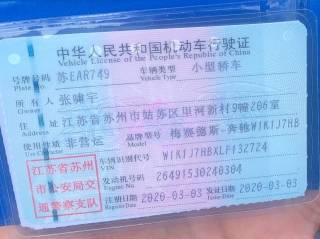 中华人民共和国机动车行驶证
Vehicle License of the People's Republic of China
号牌号码 苏EAR749 车辆类型 小型轿车
Plate No. Vehicle Type
所有人 张啸宇
Owner
住址 江苏省苏州市姑苏区里河新村9幢206室
Address
使用性质 非营运 品牌型号 梅赛德斯-奔驰W1K1J7HB
Use Character Model
江苏省苏州市公安局交通警察支队
车辆识别代号 W1K1J7HBXLF132724
VIN
发动机号码 26491530240304
Engine No.
注册日期 2020-03-03 发证日期 2020-03-03
Register Date Issue Date